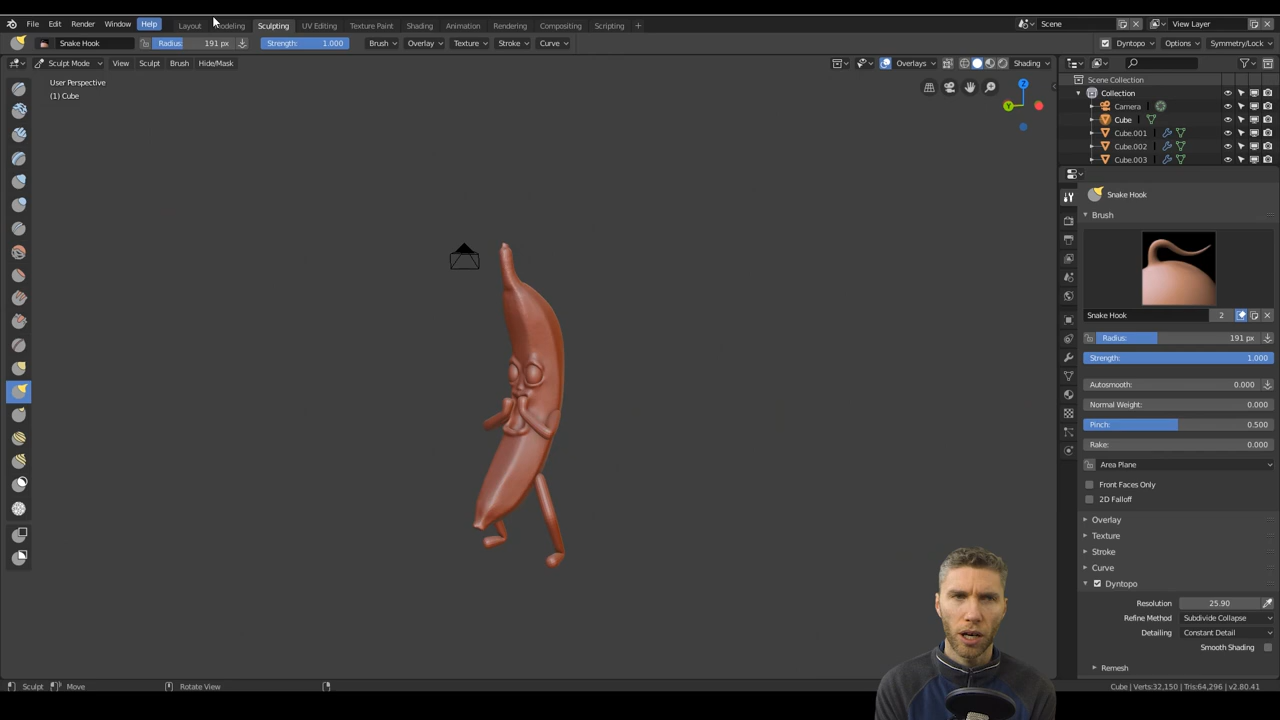 File Edit Render Window Help Layout Modeling Sculpting UV Editing Texture Paint Shading Animation Rendering Compositing Scripting + Scene View Layer
Snake Hook Radius: 191 px Strength: 1.000 Brush Overlay Texture Stroke Curve Dyntopo Options Symmetry/Lock
Sculpt Mode View Sculpt Brush Hide/Mask Overlays Shading
User Perspective
(1) Cube
Z
Y
Scene Collection
Collection
Camera
Cube
Cube.001
Cube.002
Cube.003
Snake Hook
Brush
Snake Hook 2
Radius: 191 px
Strength: 1.000
Autosmooth: 0.000
Normal Weight: 0.000
Pinch: 0.500
Rake: 0.000
Area Plane
Front Faces Only
2D Falloff
Overlay
Texture
Stroke
Curve
Dyntopo
Resolution 25.90
Refine Method Subdivide Collapse
Detailing Constant Detail
Smooth Shading
Remesh
Sculpt Move Rotate View Cube | Verts:32,150 | Tris:64,296 | v2.80.41